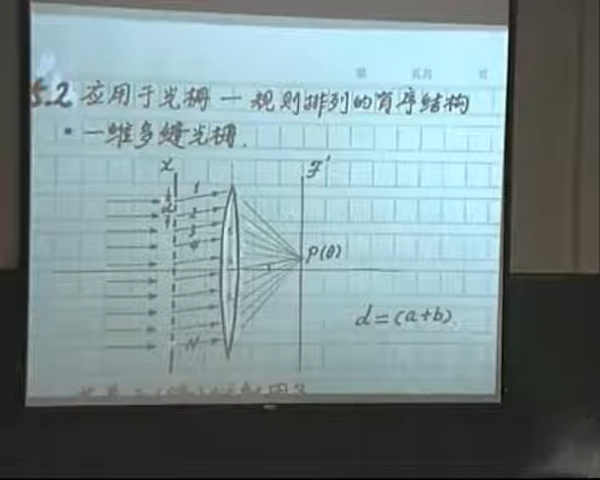 5.2 应用于光栅 — 规则排列的有序结构
• 一维多缝光栅.
x
F'
1
d
2
3
4
P(θ)
d=(a+b)
N